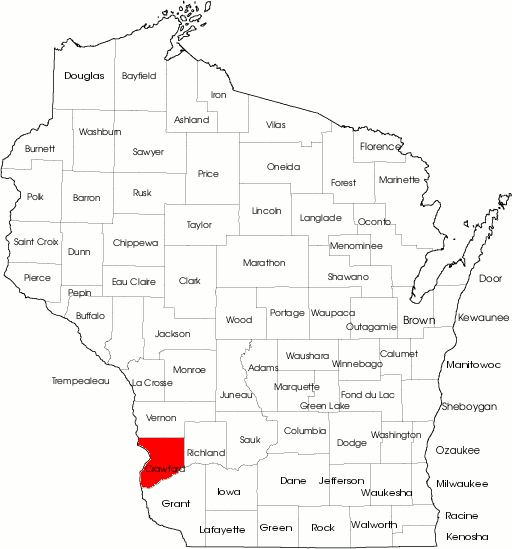 Douglas
Bayfield
Iron
Ashland
Vilas
Washburn
Burnett
Sawyer
Florence
Price
Oneida
Forest
Marinette
Polk
Barron
Rusk
Lincoln
Langlade
Oconto
Taylor
Saint Croix
Dunn
Chippewa
Menominee
Marathon
Shawano
Pierce
Eau Claire
Clark
Door
Pepin
Buffalo
Wood
Portage
Waupaca
Outagamie
Brown
Kewaunee
Jackson
Trempealeau
La Crosse
Monroe
Adams
Waushara
Winnebago
Calumet
Manitowoc
Juneau
Marquette
Green Lake
Fond du Lac
Sheboygan
Vernon
Richland
Sauk
Columbia
Dodge
Washington
Ozaukee
Crawford
Grant
Iowa
Dane
Jefferson
Waukesha
Milwaukee
Lafayette
Green
Rock
Walworth
Racine
Kenosha